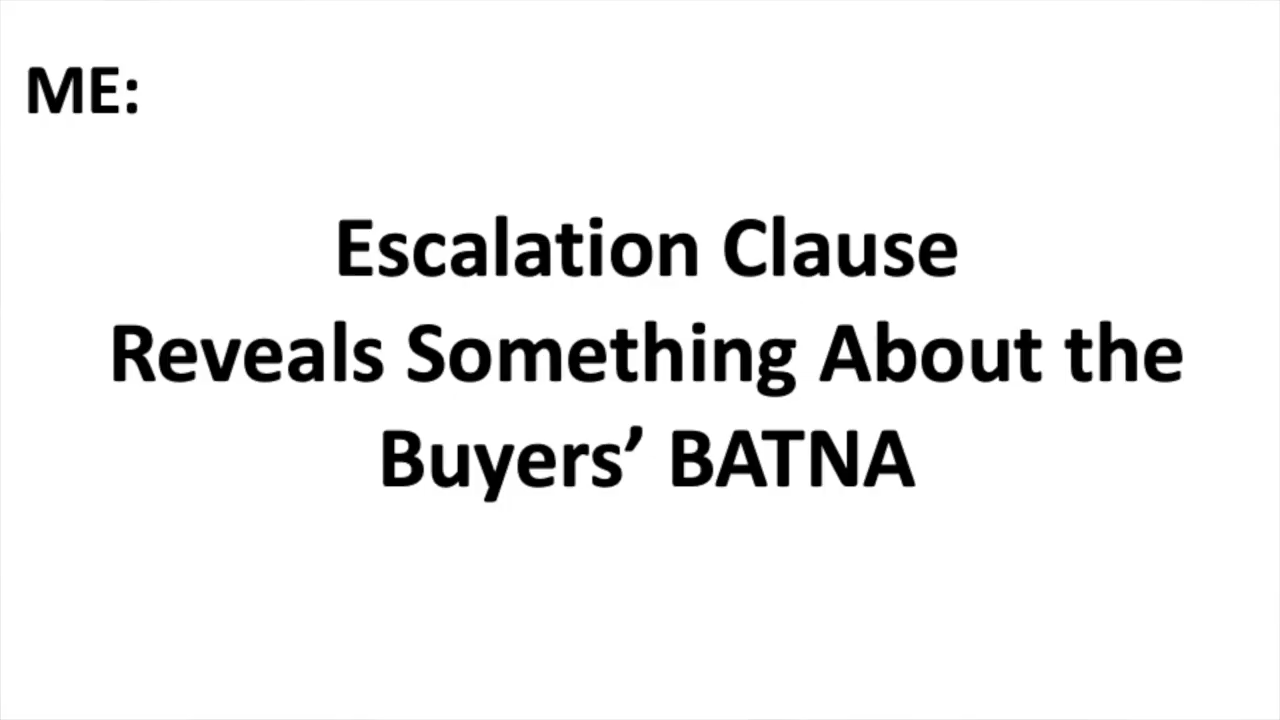 ME:
Escalation Clause
Reveals Something About the
Buyers’ BATNA